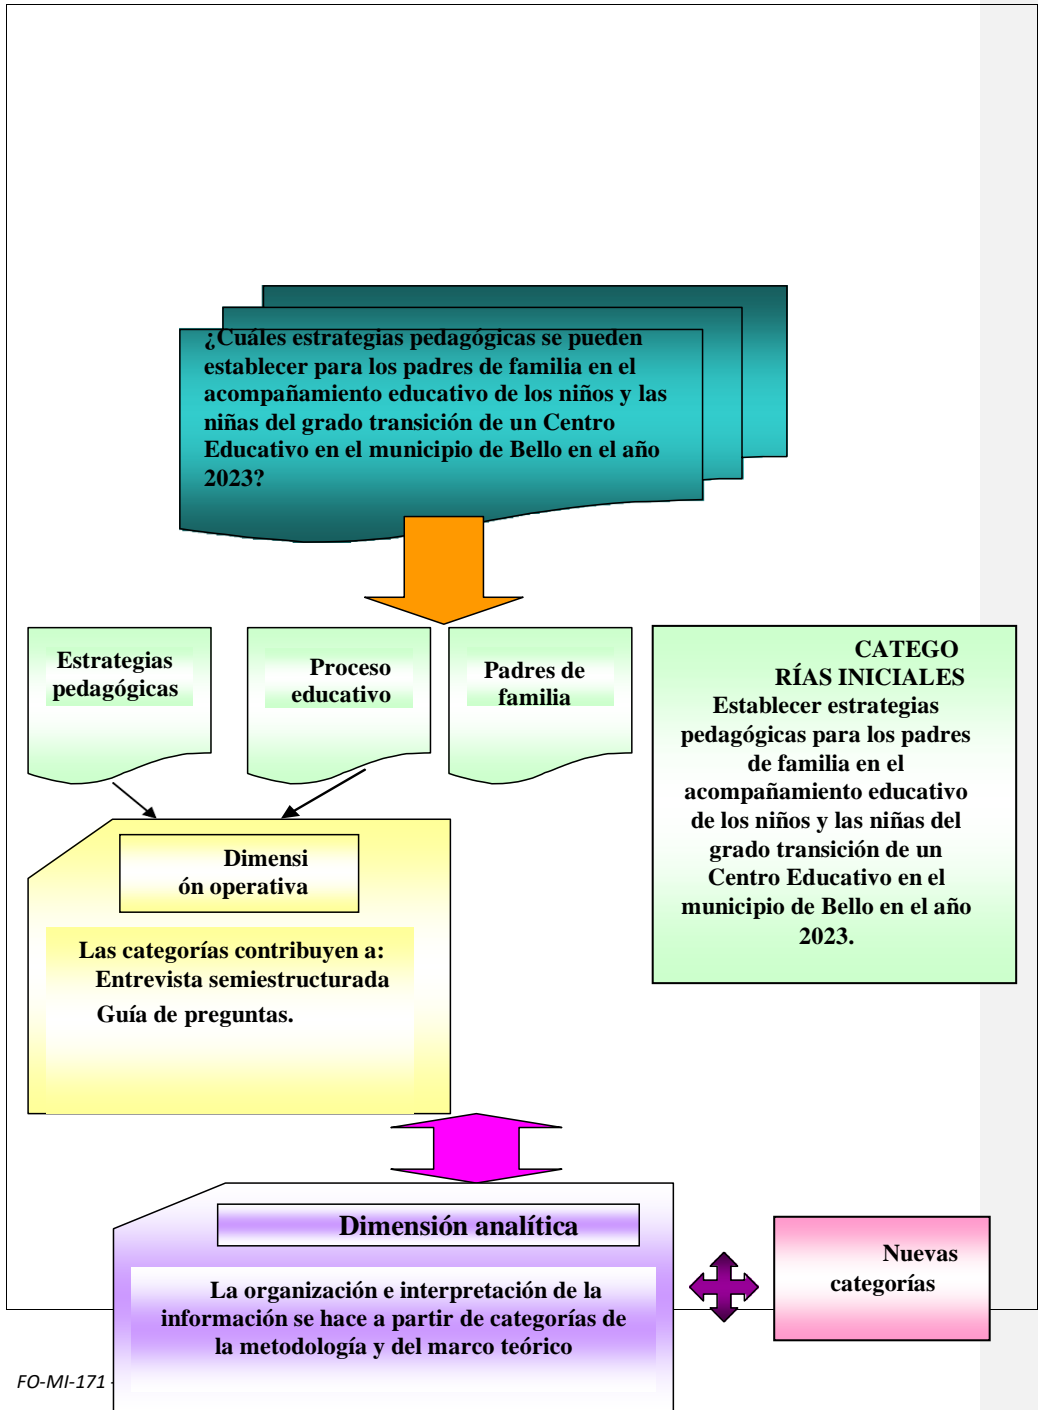 ¿Cuáles estrategias pedagógicas se pueden
establecer para los padres de familia en el
acompañamiento educativo de los niños y las
niñas del grado transición de un Centro
Educativo en el municipio de Bello en el año
2023?
Estrategias
pedagógicas
Proceso
educativo
Padres de
familia
CATEGO
RÍAS INICIALES
Establecer estrategias
pedagógicas para los padres
de familia en el
acompañamiento educativo
de los niños y las niñas del
grado transición de un
Centro Educativo en el
municipio de Bello en el año
2023.
Dimensi
ón operativa
Las categorías contribuyen a:
Entrevista semiestructurada
Guía de preguntas.
Dimensión analítica
La organización e interpretación de la
información se hace a partir de categorías de
la metodología y del marco teórico
Nuevas
categorías
FO-MI-171